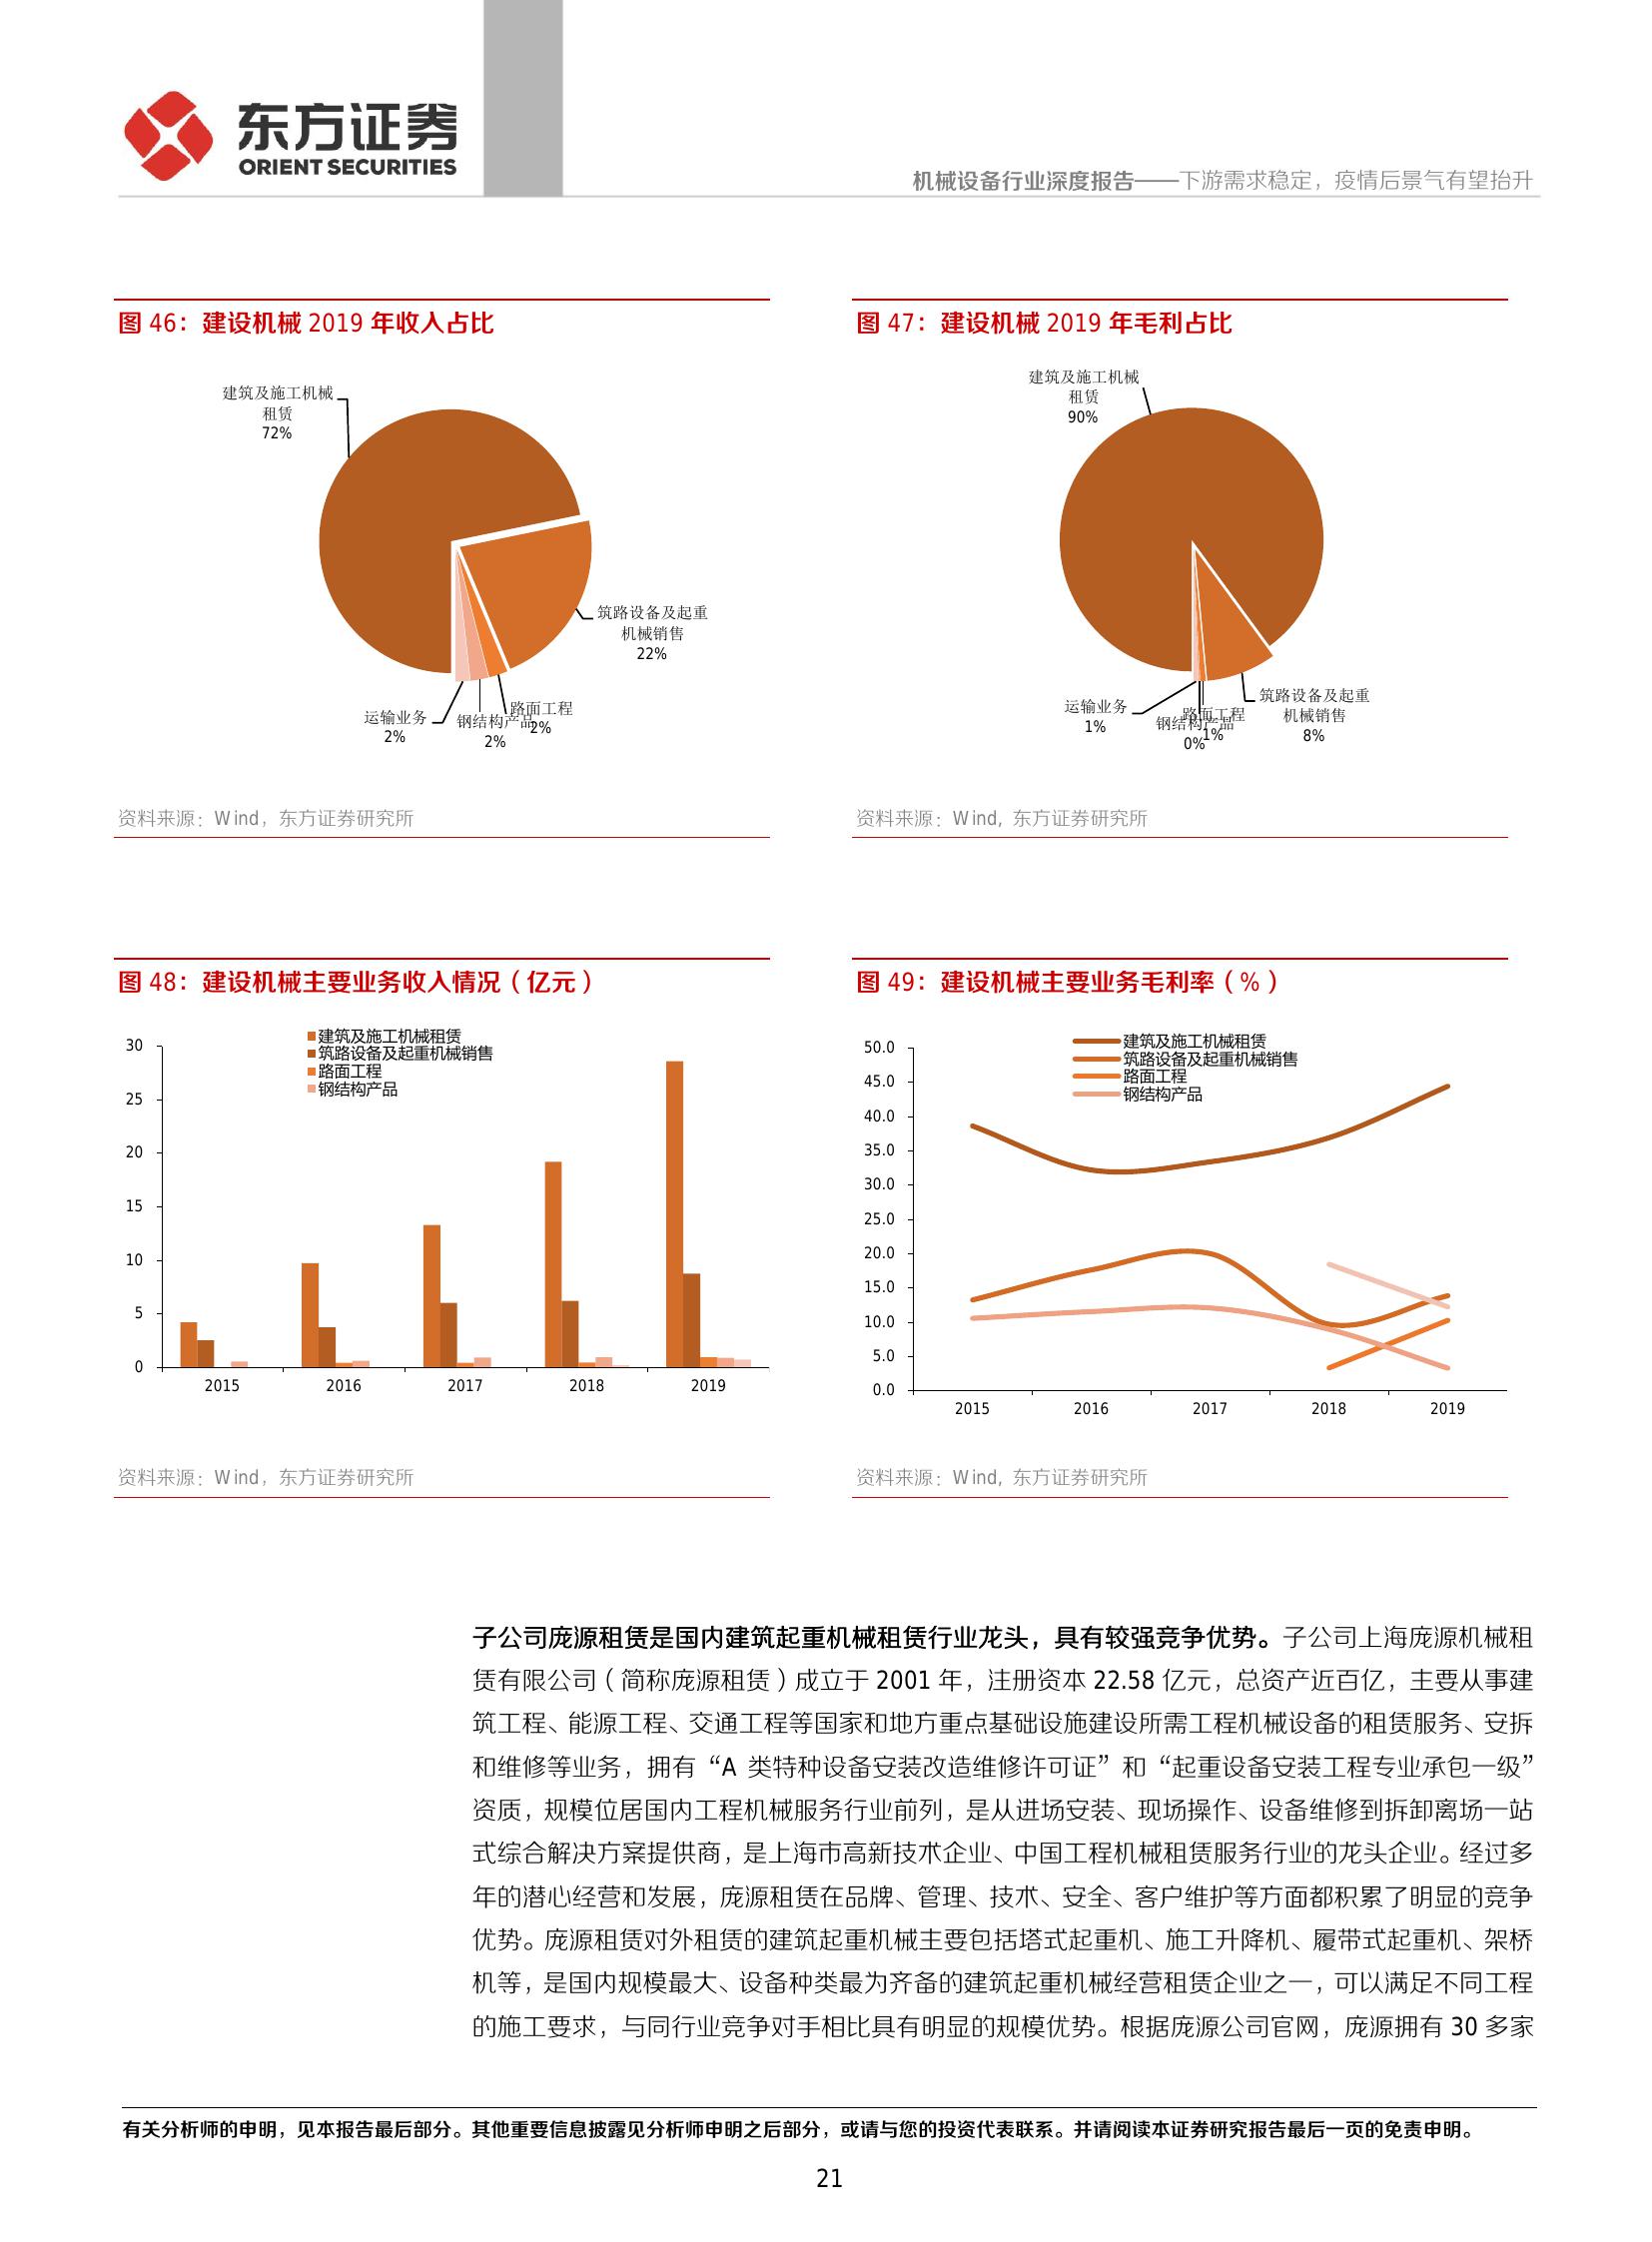 东方证券
ORIENT SECURITIES
机械设备行业深度报告——下游需求稳定，疫情后景气有望抬升
图 46：建设机械 2019 年收入占比
建筑及施工机械
租赁
72%
筑路设备及起重
机械销售
22%
路面工程
2%
钢结构产品
2%
运输业务
2%
资料来源：Wind，东方证券研究所
图 47：建设机械 2019 年毛利占比
建筑及施工机械
租赁
90%
筑路设备及起重
机械销售
8%
路面工程
1%
钢结构产品
0%
运输业务
1%
资料来源：Wind，东方证券研究所
图 48：建设机械主要业务收入情况（亿元）
建筑及施工机械租赁
筑路设备及起重机械销售
路面工程
钢结构产品
30
25
20
15
10
5
0
2015 2016 2017 2018 2019
资料来源：Wind，东方证券研究所
图 49：建设机械主要业务毛利率（%）
建筑及施工机械租赁
筑路设备及起重机械销售
路面工程
钢结构产品
50.0
45.0
40.0
35.0
30.0
25.0
20.0
15.0
10.0
5.0
0.0
2015 2016 2017 2018 2019
资料来源：Wind，东方证券研究所
子公司庞源租赁是国内建筑起重机械租赁行业龙头，具有较强竞争优势。子公司上海庞源机械租
赁有限公司（简称庞源租赁）成立于 2001 年，注册资本 22.58 亿元，总资产近百亿，主要从事建
筑工程、能源工程、交通工程等国家和地方重点基础设施建设所需工程机械设备的租赁服务、安拆
和维修等业务，拥有“A 类特种设备安装改造维修许可证”和“起重设备安装工程专业承包一级”
资质，规模位居国内工程机械服务行业前列，是从进场安装、现场操作、设备维修到拆卸离场一站
式综合解决方案提供商，是上海市高新技术企业、中国工程机械租赁服务行业的龙头企业。经过多
年的潜心经营和发展，庞源租赁在品牌、管理、技术、安全、客户维护等方面都积累了明显的竞争
优势。庞源租赁对外租赁的建筑起重机械主要包括塔式起重机、施工升降机、履带式起重机、架桥
机等，是国内规模最大、设备种类最为齐备的建筑起重机械经营租赁企业之一，可以满足不同工程
的施工要求，与同行业竞争对手相比具有明显的规模优势。根据庞源公司官网，庞源拥有 30 多家
有关分析师的申明，见本报告最后部分。其他重要信息披露见分析师申明之后部分，或请与您的投资代表联系。并请阅读本证券研究报告最后一页的免责申明。
21